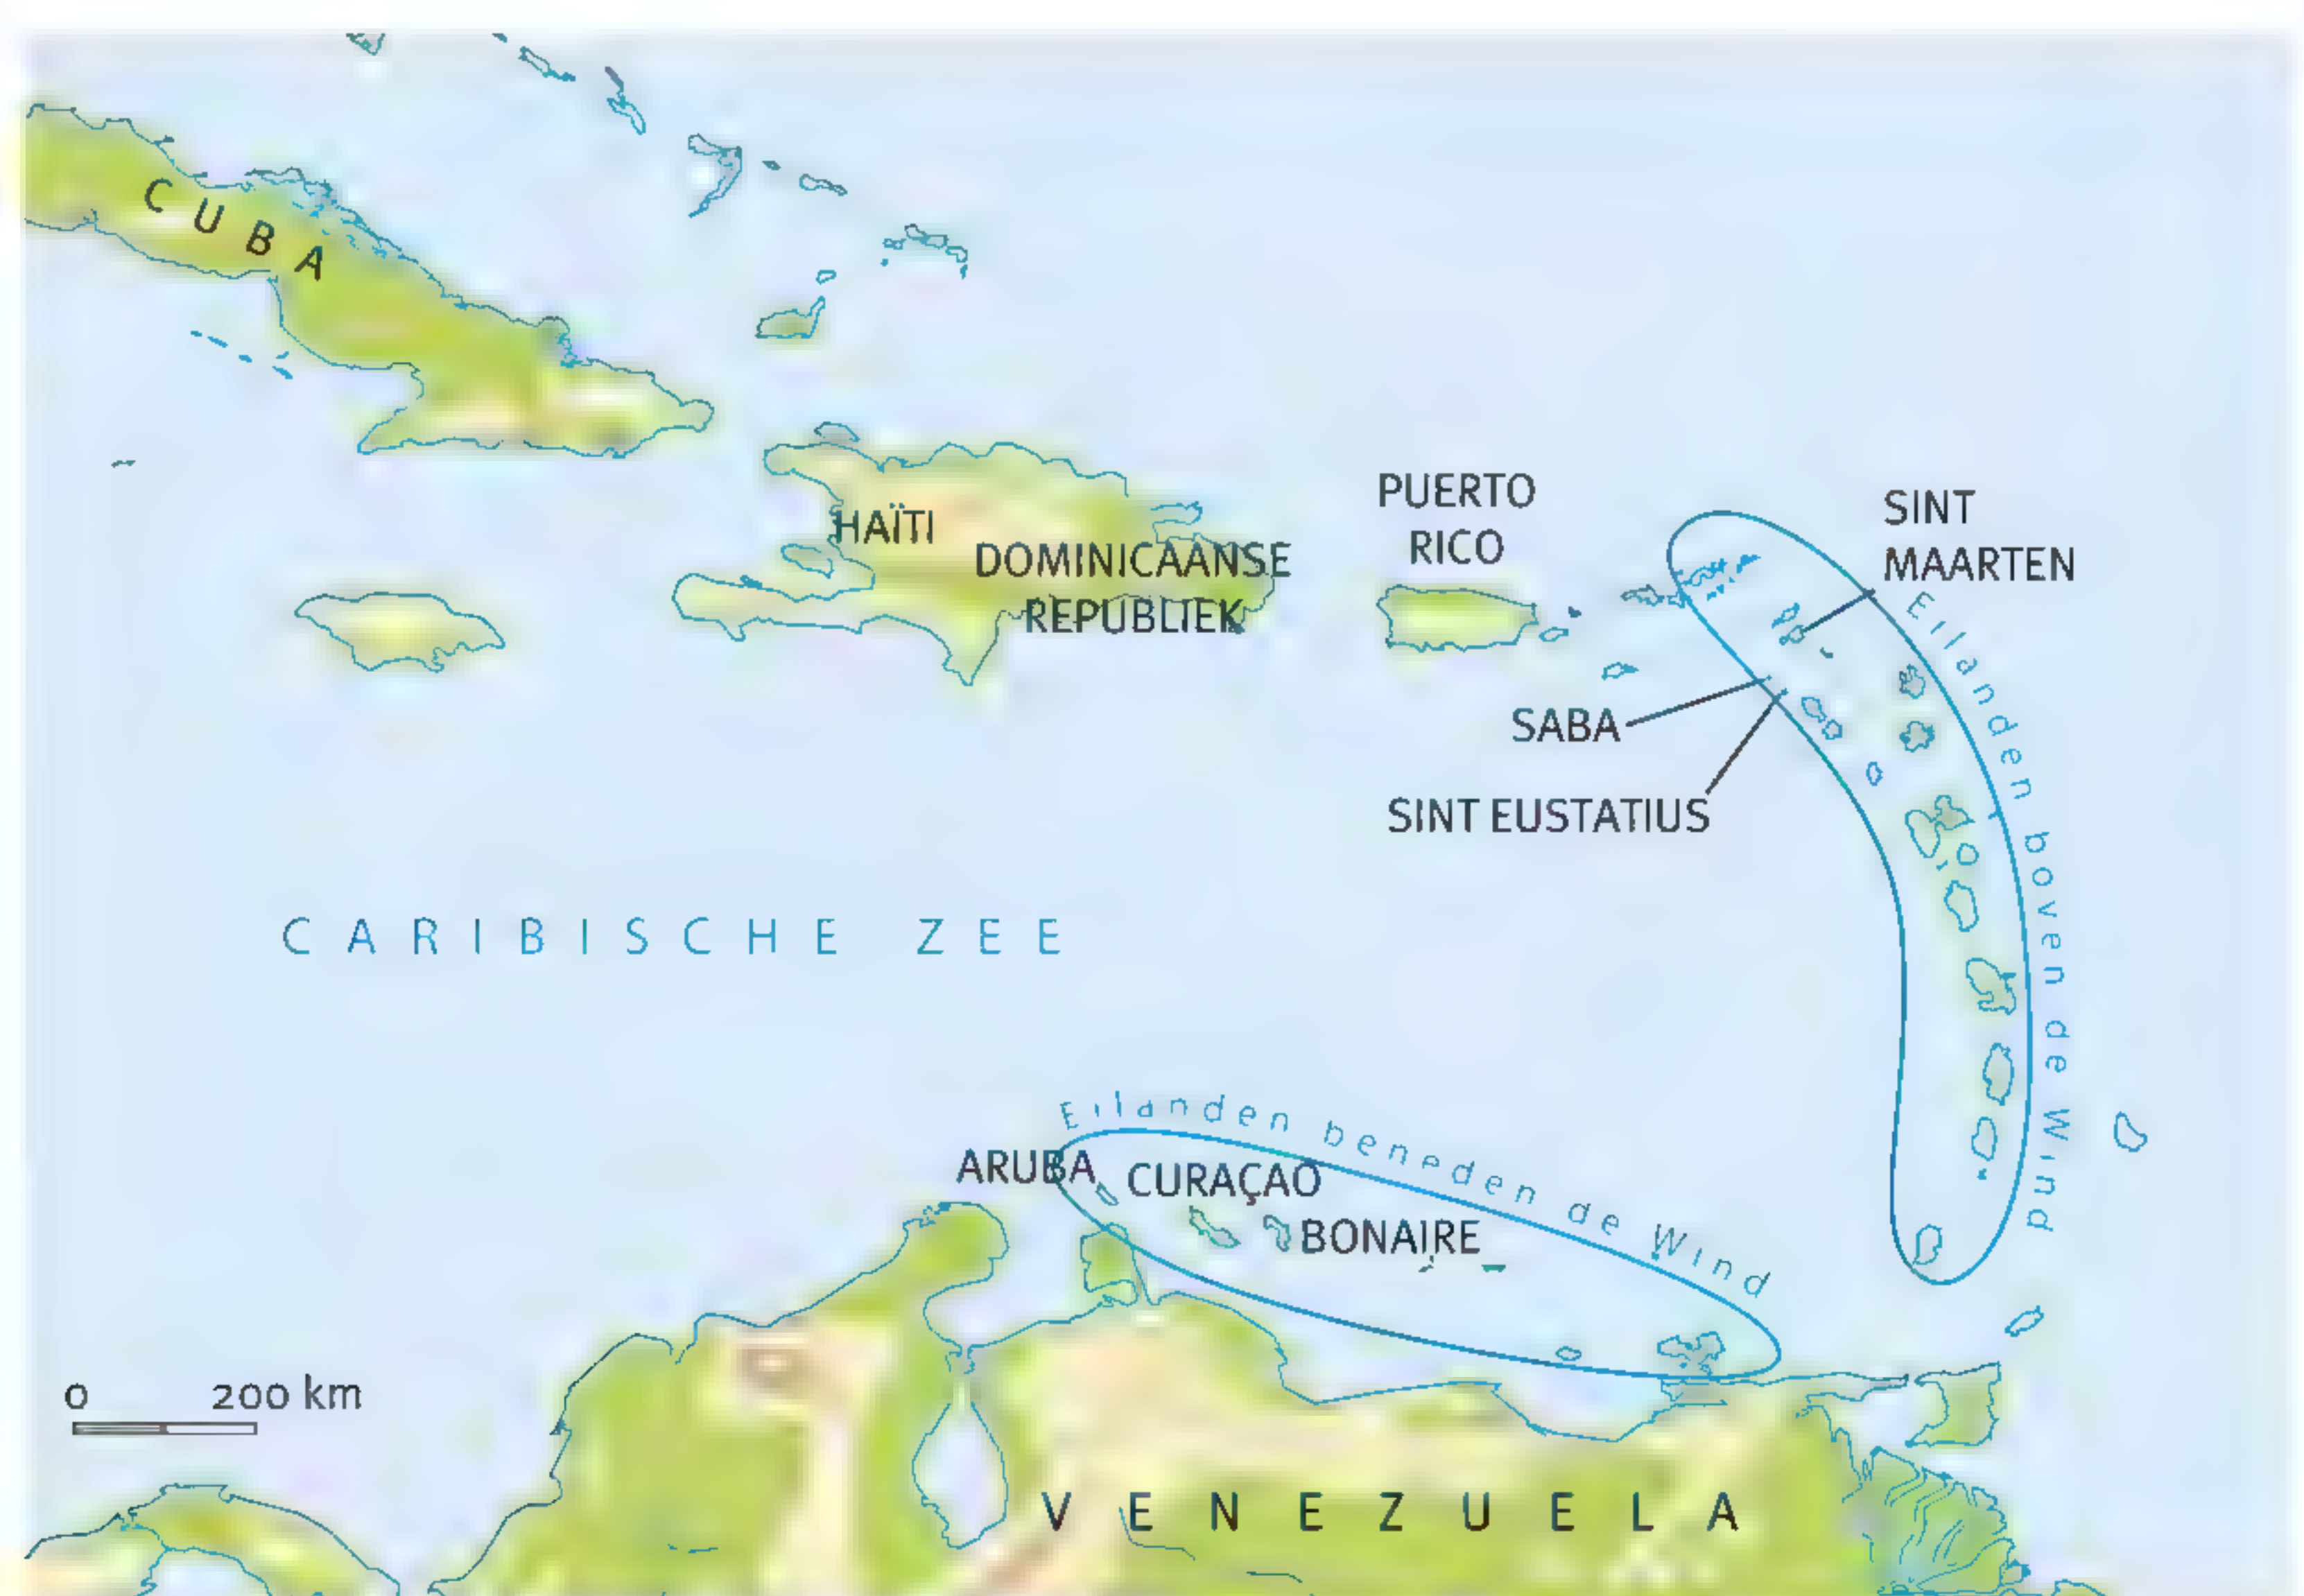 CUBA
HAÏTI
DOMINICAANSE
REPUBLIEK
PUERTO
RICO
SINT
MAARTEN
SABA
SINT EUSTATIUS
Eilanden boven de Wind
CARIBISCHE ZEE
Eilanden beneden de Wind
ARUBA
CURAÇAO
BONAIRE
0 200 km
VENEZUELA